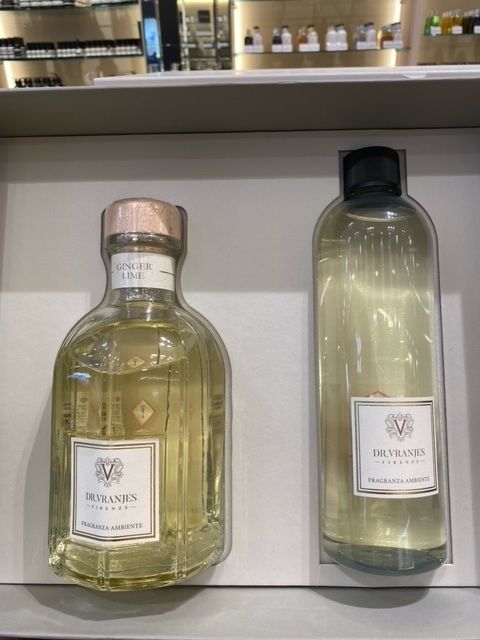 GINGER
LIME
V
DR.VRANJES
FIRENZE
FRAGRANZA AMBIENTE
V
DR.VRANJES
FIRENZE
FRAGRANZA AMBIENTE